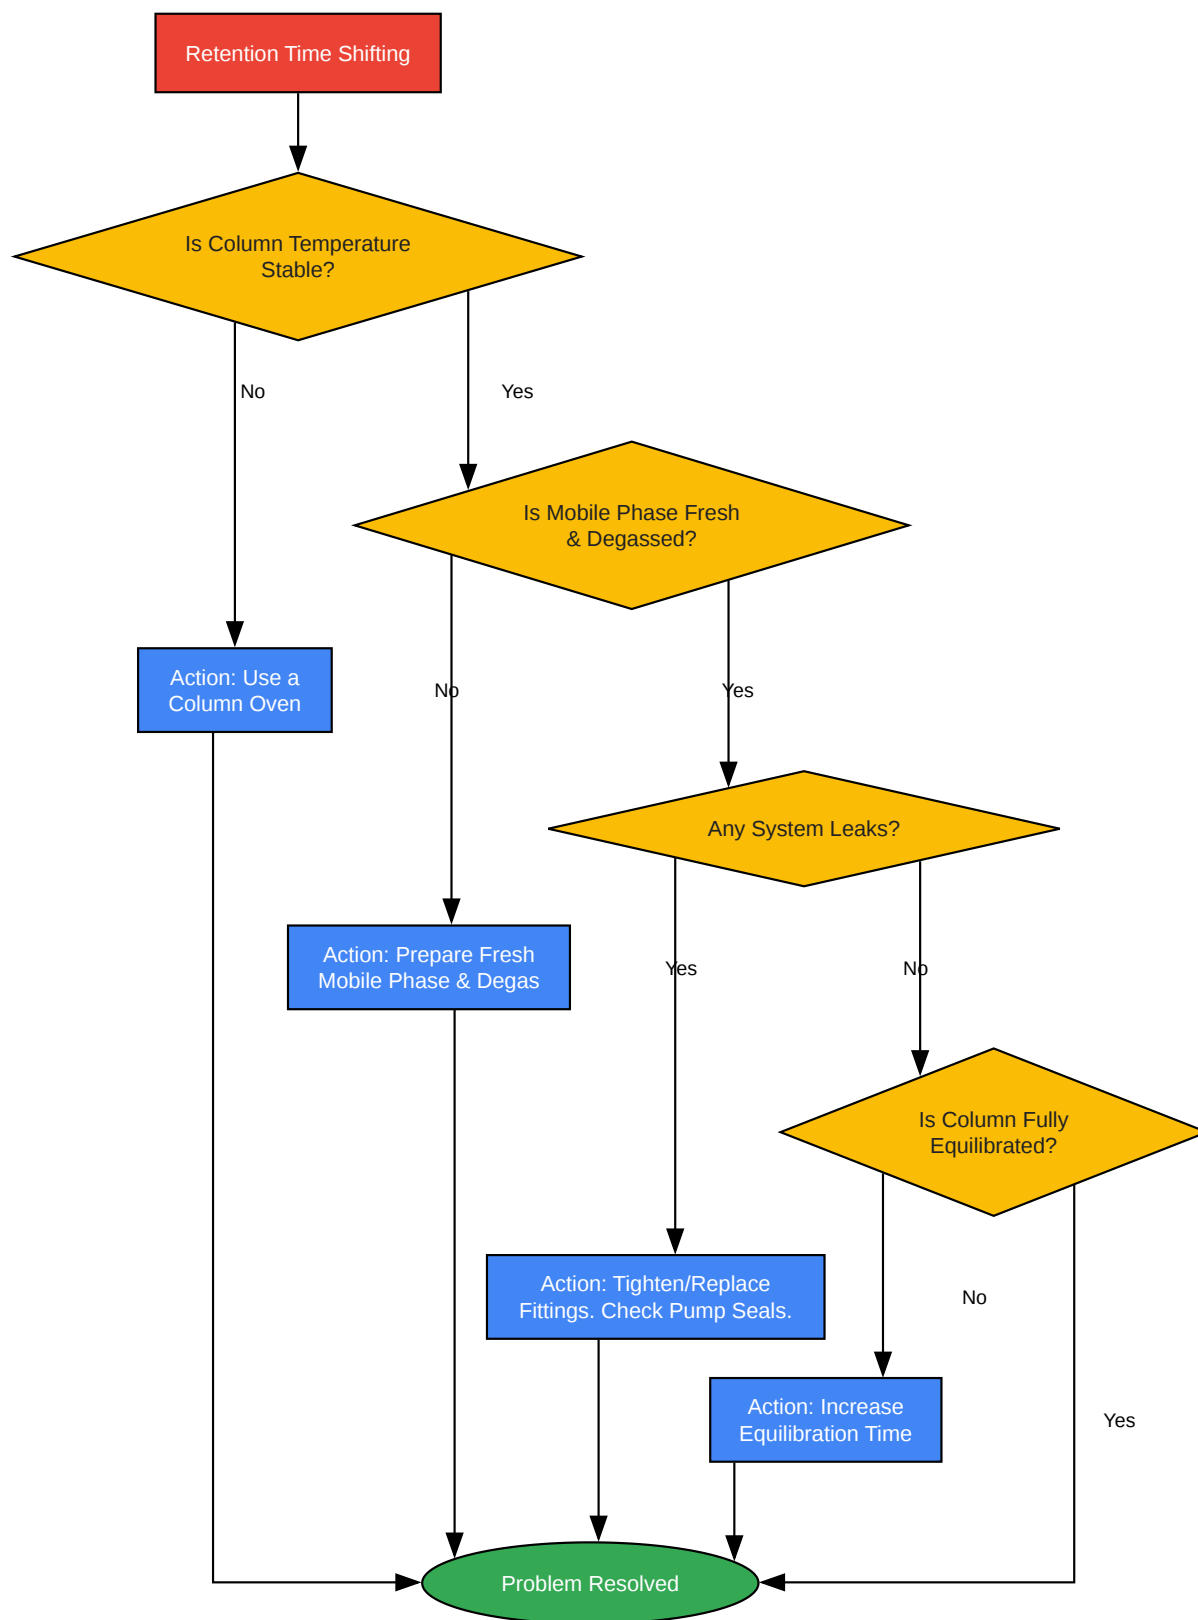 Retention Time Shifting
Is Column Temperature
Stable?
No
Yes
Is Mobile Phase Fresh
& Degassed?
Action: Use a
Column Oven
No
Yes
Any System Leaks?
Action: Prepare Fresh
Mobile Phase & Degas
Yes
No
Is Column Fully
Equilibrated?
Action: Tighten/Replace
Fittings. Check Pump Seals.
No
Action: Increase
Equilibration Time
Yes
Problem Resolved